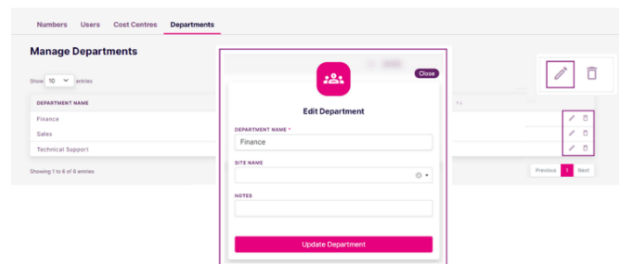 Numbers Users Cost Centres Departments
Manage Departments
Show 10 entries
DEPARTMENT NAME
Finance
Sales
Technical Support
Showing 1 to 6 of 6 entries
Previous 1 Next
Close
Edit Department
DEPARTMENT NAME *
Finance
SITE NAME
NOTES
Update Department